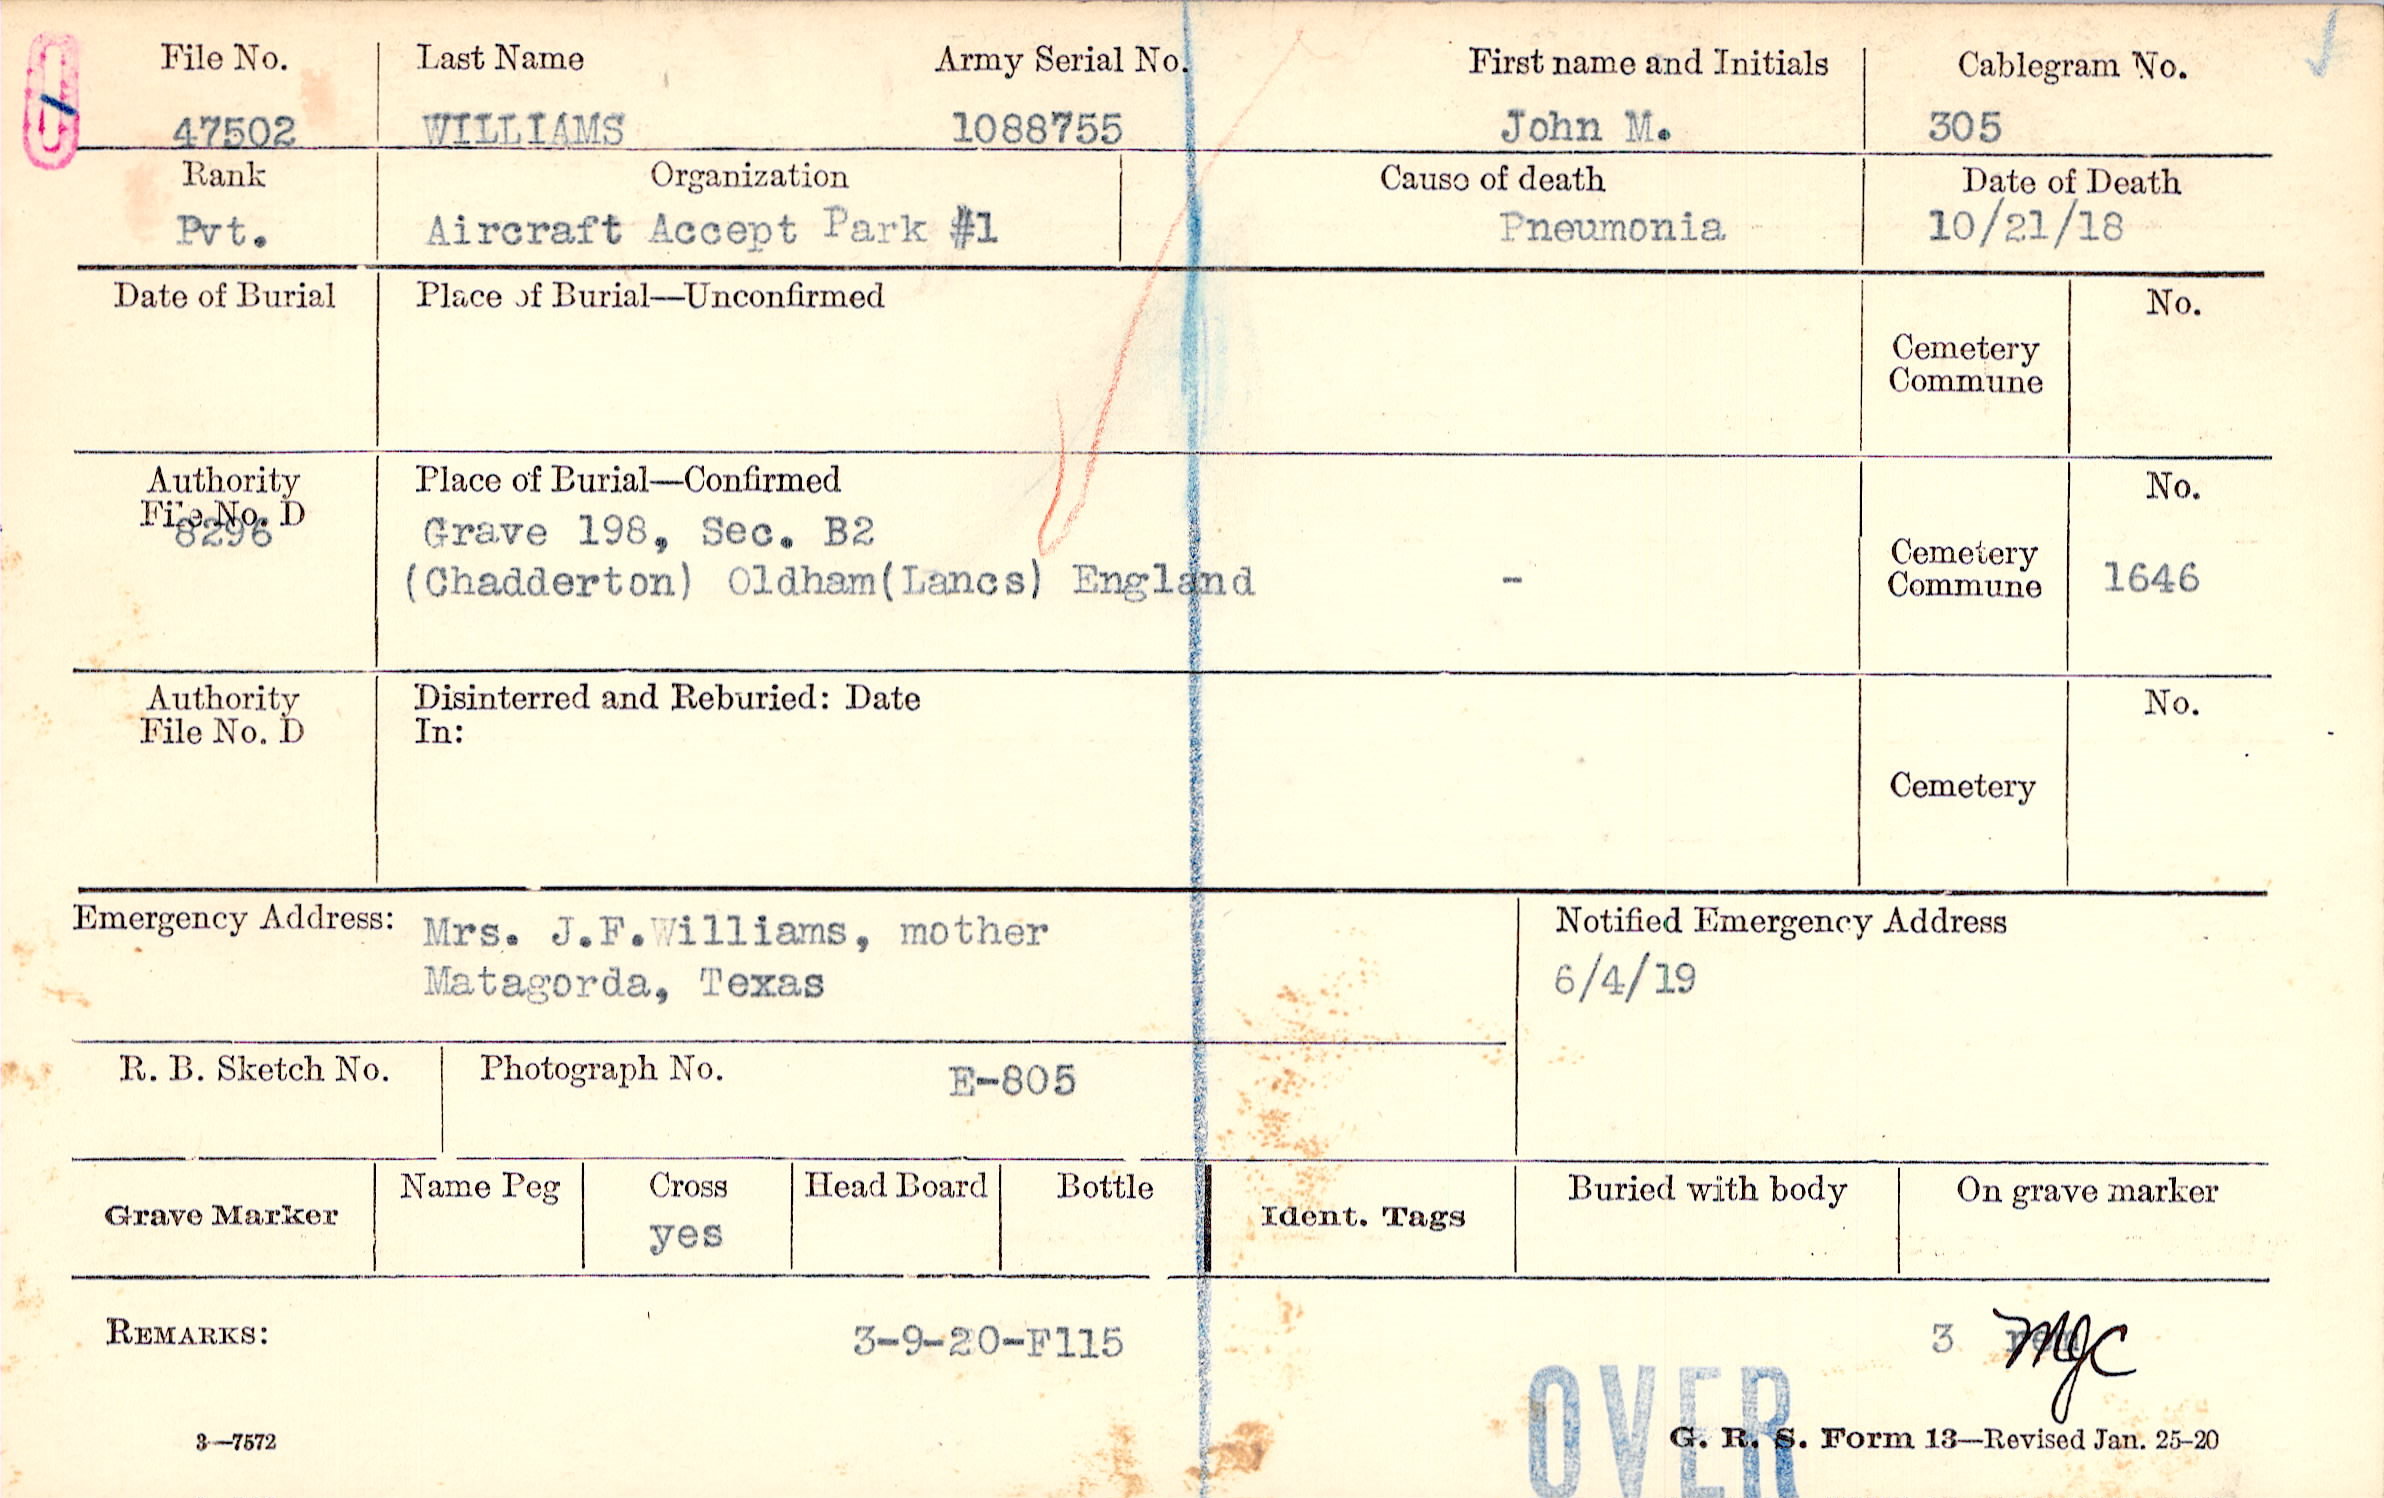 File No. Last Name Army Serial No. First name and Initials Cablegram No.
47502 WILLIAMS 1088755 John M. 305
Rank Organization Cause of death Date of Death
Pvt. Aircraft Accept Park #1 Pneumonia 10/21/18
Date of Burial Place of Burial—Unconfirmed No.
Cemetery
Commune
Authority Place of Burial—Confirmed No.
File No. D
8296 Grave 198, Sec. B2
(Chadderton) Oldham(Lancs) England - Cemetery
Commune 1646
Authority Disinterred and Reburied: Date No.
File No. D In:
Cemetery
Emergency Address: Mrs. J.F.Williams, mother Notified Emergency Address
Matagorda, Texas 6/4/19
R. B. Sketch No. Photograph No. E-805
Grave Marker Name Peg Cross Head Board Bottle Ident. Tags Buried with body On grave marker
yes
REMARKS: 3-9-20-F115 3 MJC
OVER
3—7572 G. R. S. Form 13—Revised Jan. 25-20